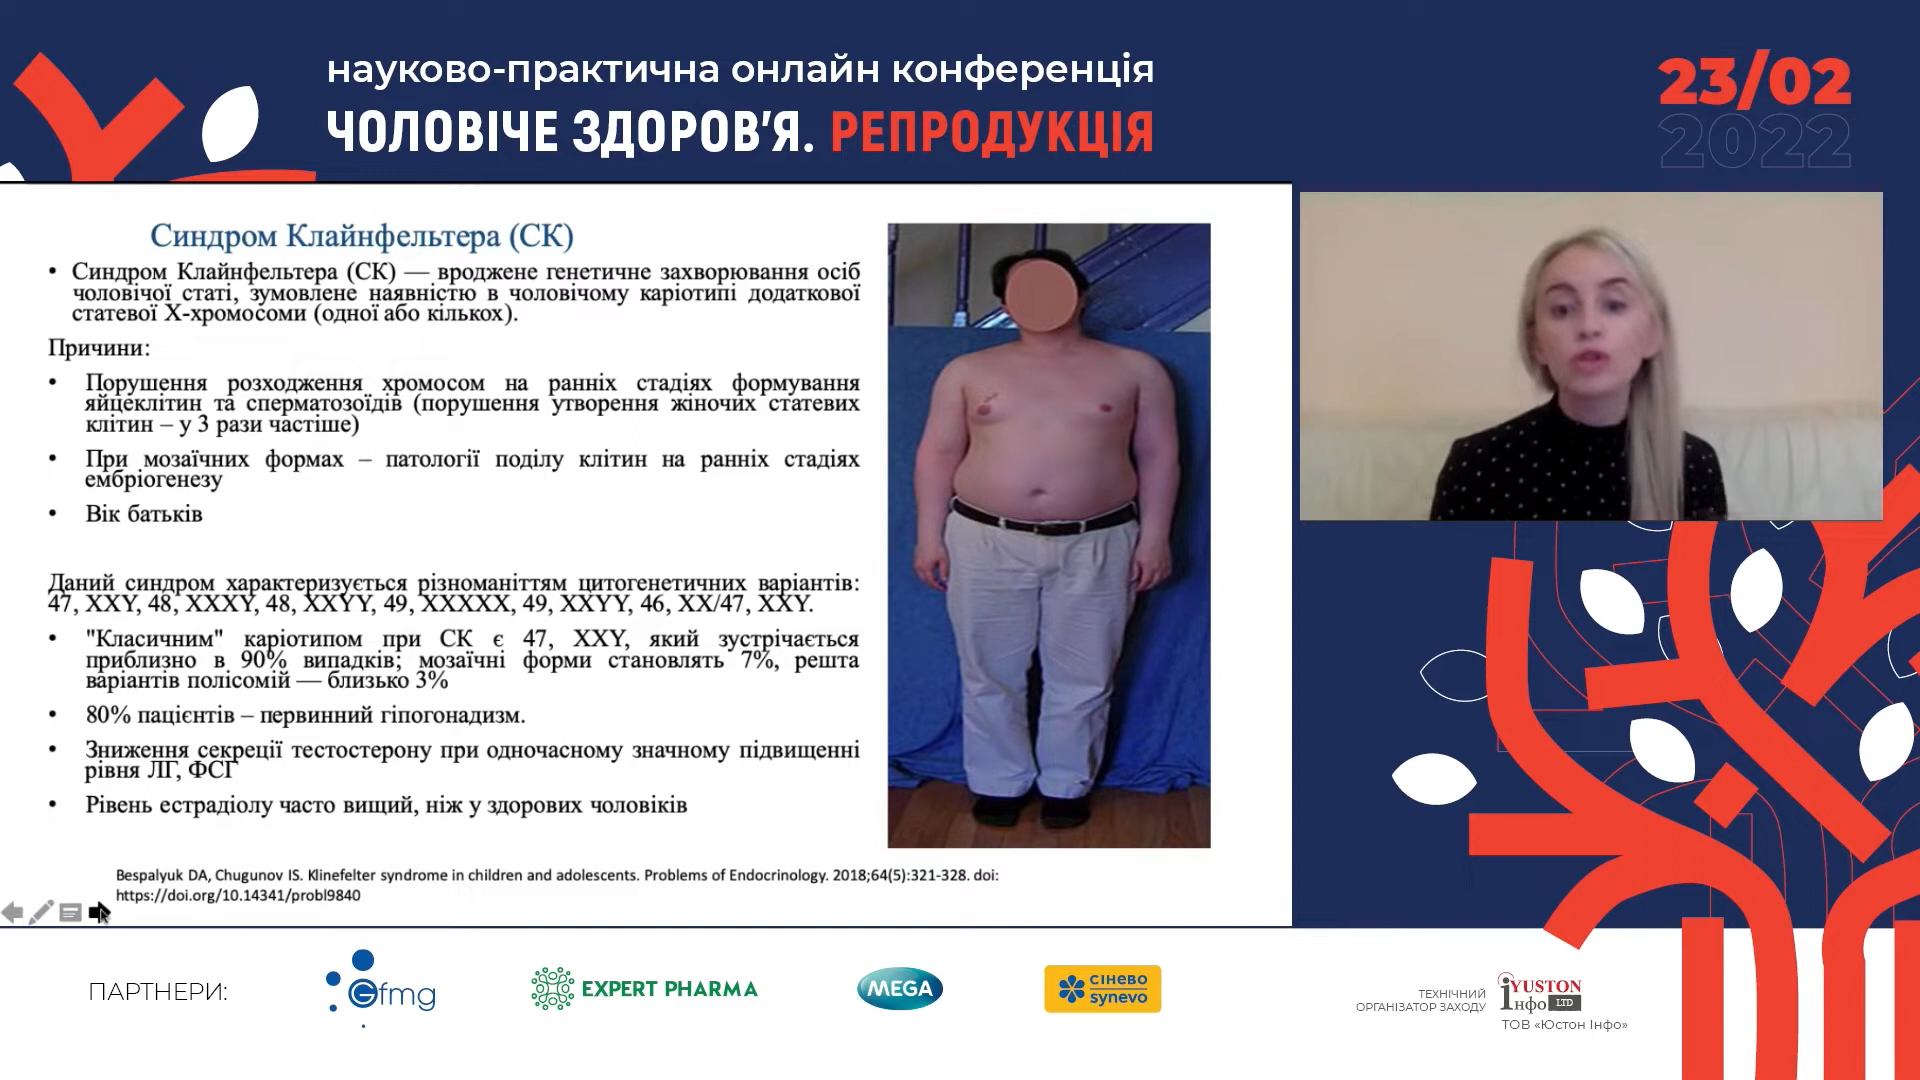 науково-практична онлайн конференція
ЧОЛОВІЧЕ ЗДОРОВ'Я. РЕПРОДУКЦІЯ
23/02
2022
Синдром Клайнфельтера (СК)
• Синдром Клайнфельтера (СК) — вроджене генетичне захворювання осіб
чоловічої статі, зумовлене наявністю в чоловічому каріотипі додаткової
статевої Х-хромосоми (одної або кількох).
Причини:
• Порушення розходження хромосом на ранніх стадіях формування
яйцеклітин та сперматозоїдів (порушення утворення жіночих статевих
клітин – у 3 рази частіше)
• При мозаїчних формах – патології поділу клітин на ранніх стадіях
ембріогенезу
• Вік батьків
Даний синдром характеризується різноманіттям цитогенетичних варіантів:
47, XXY, 48, XXXY, 48, XXYY, 49, XXXXX, 49, XXYY, 46, XX/47, XXY.
• "Класичним" каріотипом при СК є 47, XXY, який зустрічається
приблизно в 90% випадків; мозаїчні форми становлять 7%, решта
варіантів полісомій — близько 3%
• 80% пацієнтів – первинний гіпогонадизм.
• Зниження секреції тестостерону при одночасному значному підвищенні
рівня ЛГ, ФСГ
• Рівень естрадіолу часто вищий, ніж у здорових чоловіків
Bespalyuk DA, Chugunov IS. Klinefelter syndrome in children and adolescents. Problems of Endocrinology. 2018;64(5):321-328. doi:
https://doi.org/10.14341/probl9840
ПАРТНЕРИ:
Gfmg
EXPERT PHARMA
MEGA
СІНЕВО
synevo
ТЕХНІЧНИЙ
ОРГАНІЗАТОР ЗАХОДУ
iYUSTON
Інфо LTD
ТОВ «Юстон Інфо»